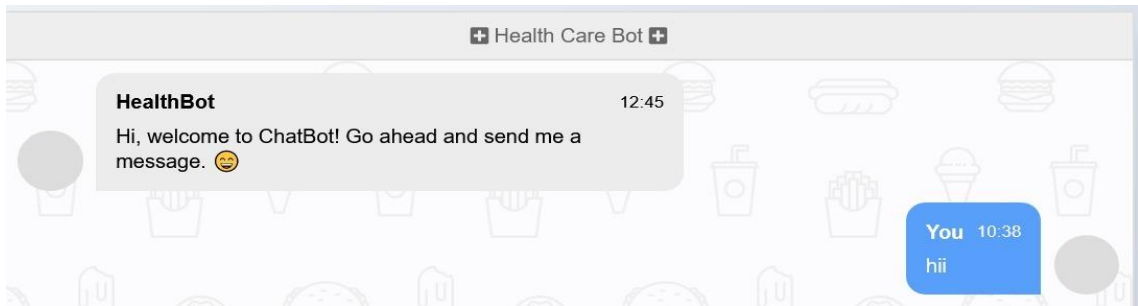 Health Care Bot
HealthBot 12:45
Hi, welcome to ChatBot! Go ahead and send me a
message. 😄
You 10:38
hii